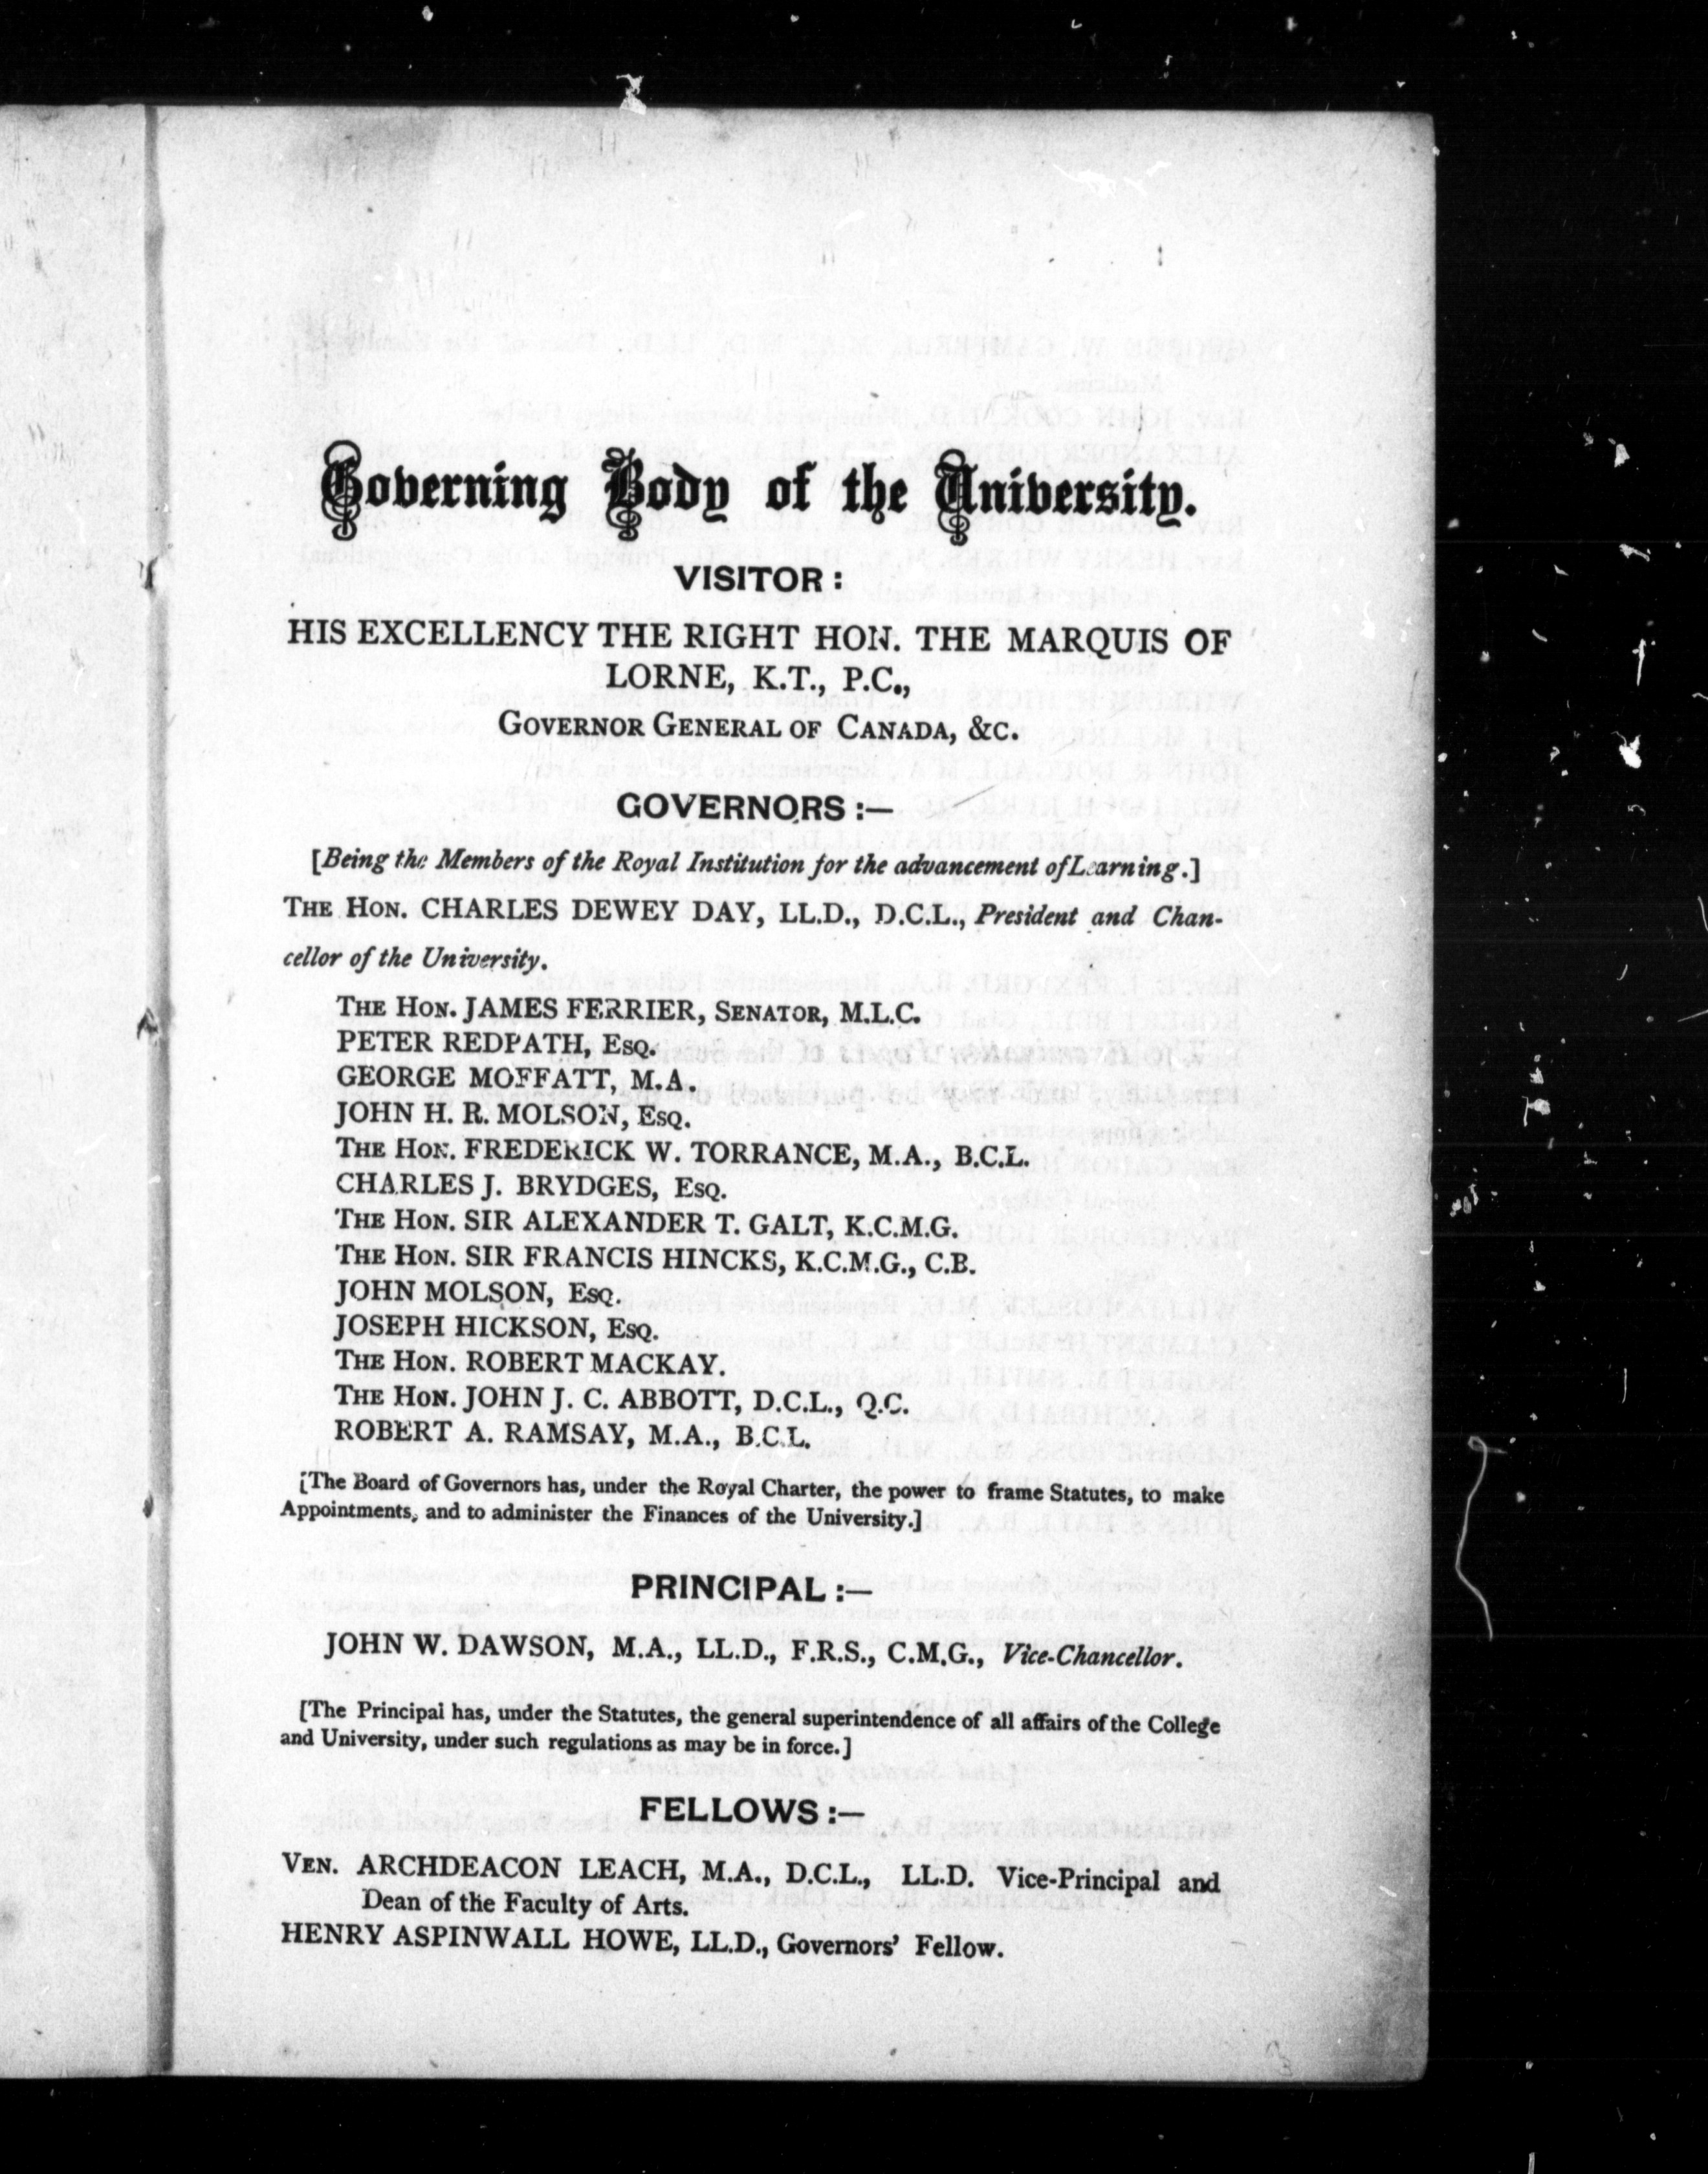 Governing Body of the University.
VISITOR :
HIS EXCELLENCY THE RIGHT HON. THE MARQUIS OF
LORNE, K.T., P.C.,
GOVERNOR GENERAL OF CANADA, &C.
GOVERNORS :—
[Being the Members of the Royal Institution for the advancement of Learning.]
THE HON. CHARLES DEWEY DAY, LL.D., D.C.L., President and Chan-
cellor of the University.
THE HON. JAMES FERRIER, SENATOR, M.L.C.
PETER REDPATH, ESQ.
GEORGE MOFFATT, M.A.
JOHN H. R. MOLSON, ESQ.
THE HON. FREDERICK W. TORRANCE, M.A., B.C.L.
CHARLES J. BRYDGES, ESQ.
THE HON. SIR ALEXANDER T. GALT, K.C.M.G.
THE HON. SIR FRANCIS HINCKS, K.C.M.G., C.B.
JOHN MOLSON, ESQ.
JOSEPH HICKSON, ESQ.
THE HON. ROBERT MACKAY.
THE HON. JOHN J. C. ABBOTT, D.C.L., Q.C.
ROBERT A. RAMSAY, M.A., B.C.L.
[The Board of Governors has, under the Royal Charter, the power to frame Statutes, to make
Appointments, and to administer the Finances of the University.]
PRINCIPAL :—
JOHN W. DAWSON, M.A., LL.D., F.R.S., C.M.G., Vice-Chancellor.
[The Principal has, under the Statutes, the general superintendence of all affairs of the College
and University, under such regulations as may be in force.]
FELLOWS :—
VEN. ARCHDEACON LEACH, M.A., D.C.L., LL.D. Vice-Principal and
Dean of the Faculty of Arts.
HENRY ASPINWALL HOWE, LL.D., Governors' Fellow.